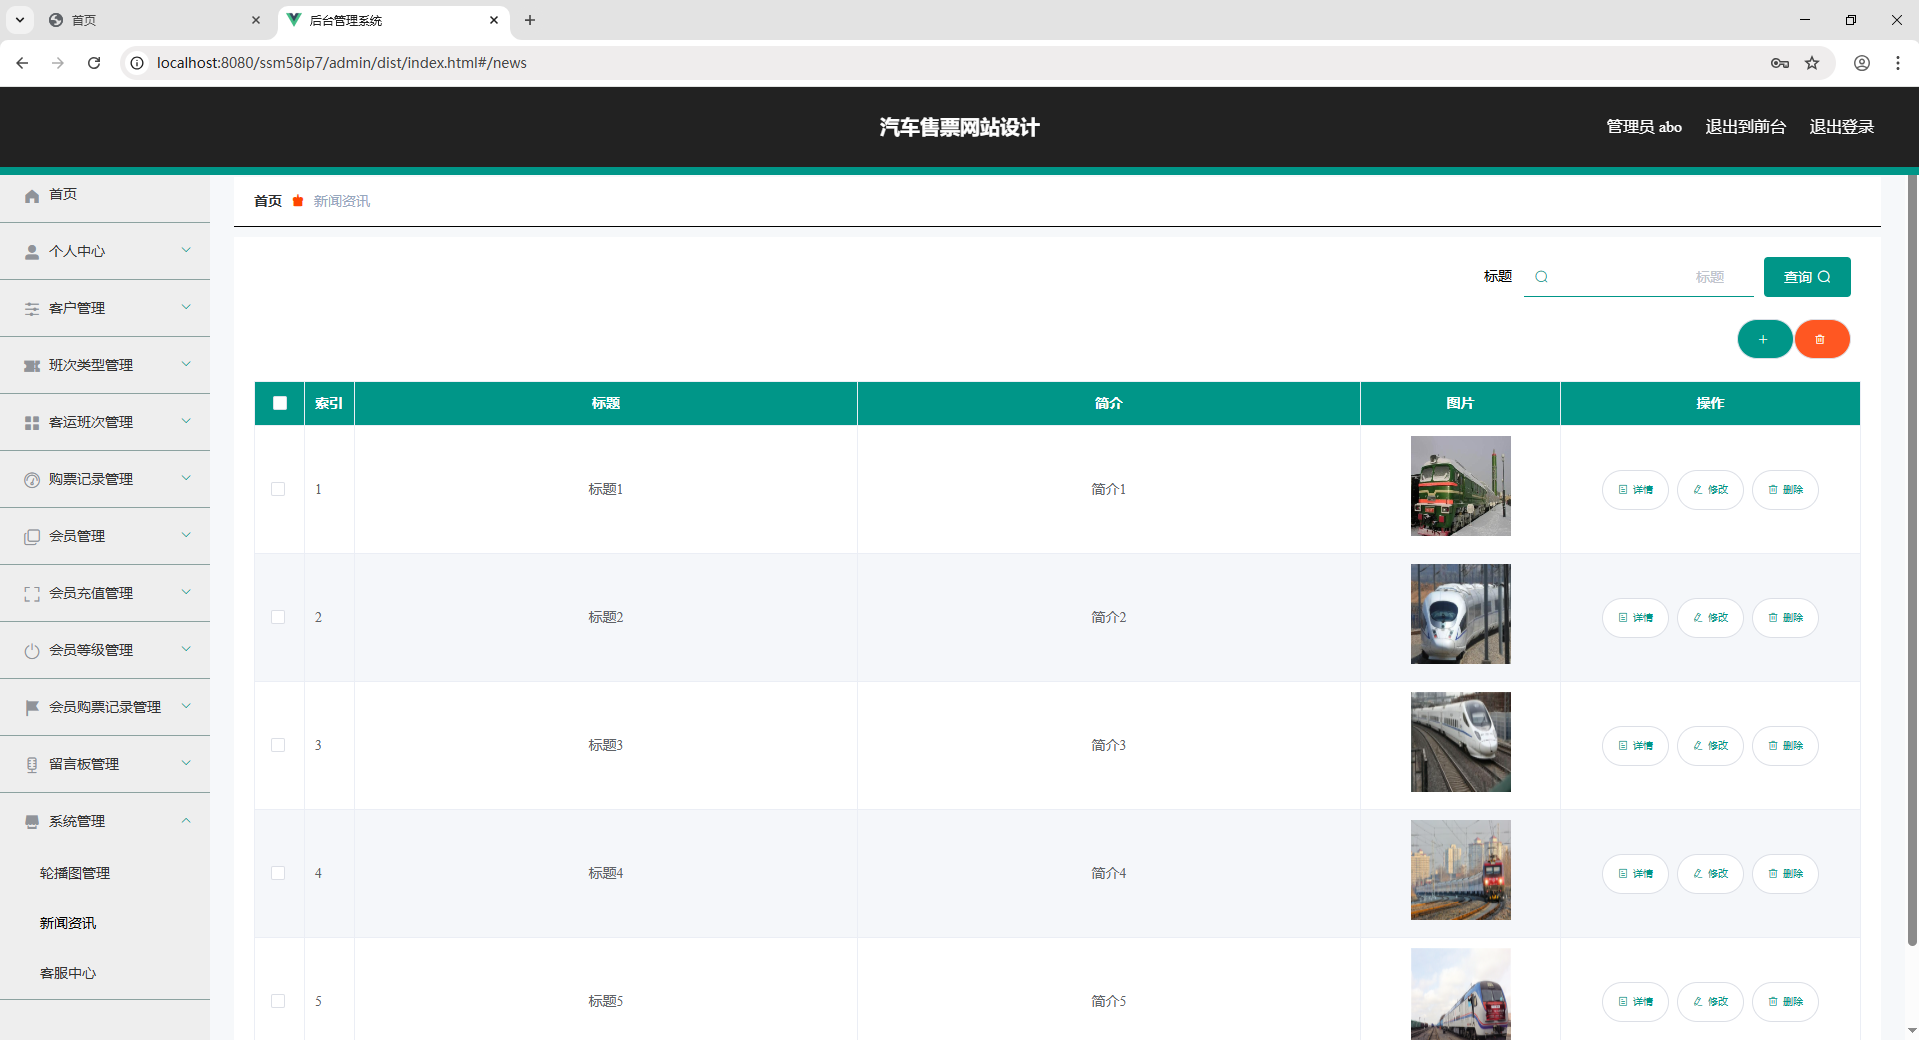 首页
后台管理系统
localhost:8080/ssm58ip7/admin/dist/index.html#/news
汽车售票网站设计
管理员 abo
退出到前台
退出登录
首页
个人中心
客户管理
班次类型管理
客运班次管理
购票记录管理
会员管理
会员充值管理
会员等级管理
会员购票记录管理
留言板管理
系统管理
轮播图管理
新闻资讯
客服中心
首页 新闻资讯
标题 标题 查询
索引 标题 简介 图片 操作
1 标题1 简介1 详情 修改 删除
2 标题2 简介2 详情 修改 删除
3 标题3 简介3 详情 修改 删除
4 标题4 简介4 详情 修改 删除
5 标题5 简介5 详情 修改 删除